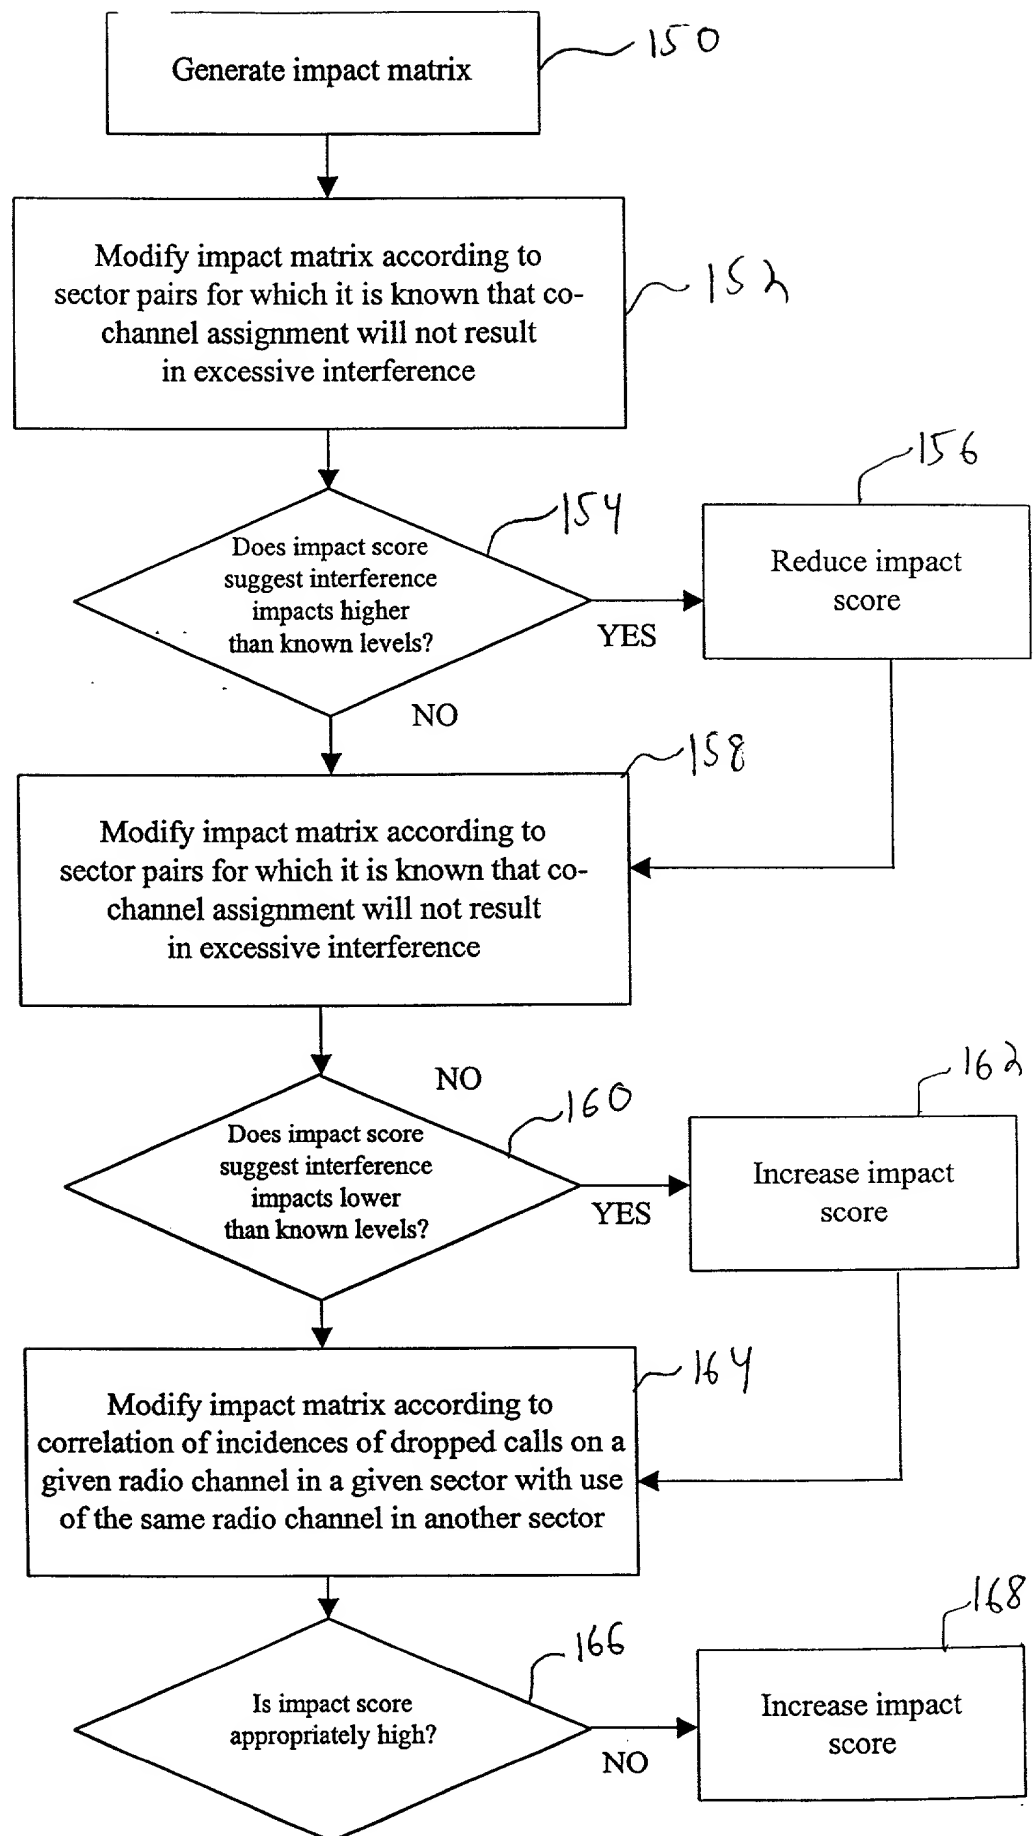 Generate impact matrix
150
Modify impact matrix according to
sector pairs for which it is known that co-
channel assignment will not result
in excessive interference
152
Does impact score
suggest interference
impacts higher
than known levels?
154
YES
156
Reduce impact
score
NO
158
Modify impact matrix according to
sector pairs for which it is known that co-
channel assignment will not result
in excessive interference
NO
160
Does impact score
suggest interference
impacts lower
than known levels?
YES
162
Increase impact
score
164
Modify impact matrix according to
correlation of incidences of dropped calls on a
given radio channel in a given sector with use
of the same radio channel in another sector
166
Is impact score
appropriately high?
NO
168
Increase impact
score